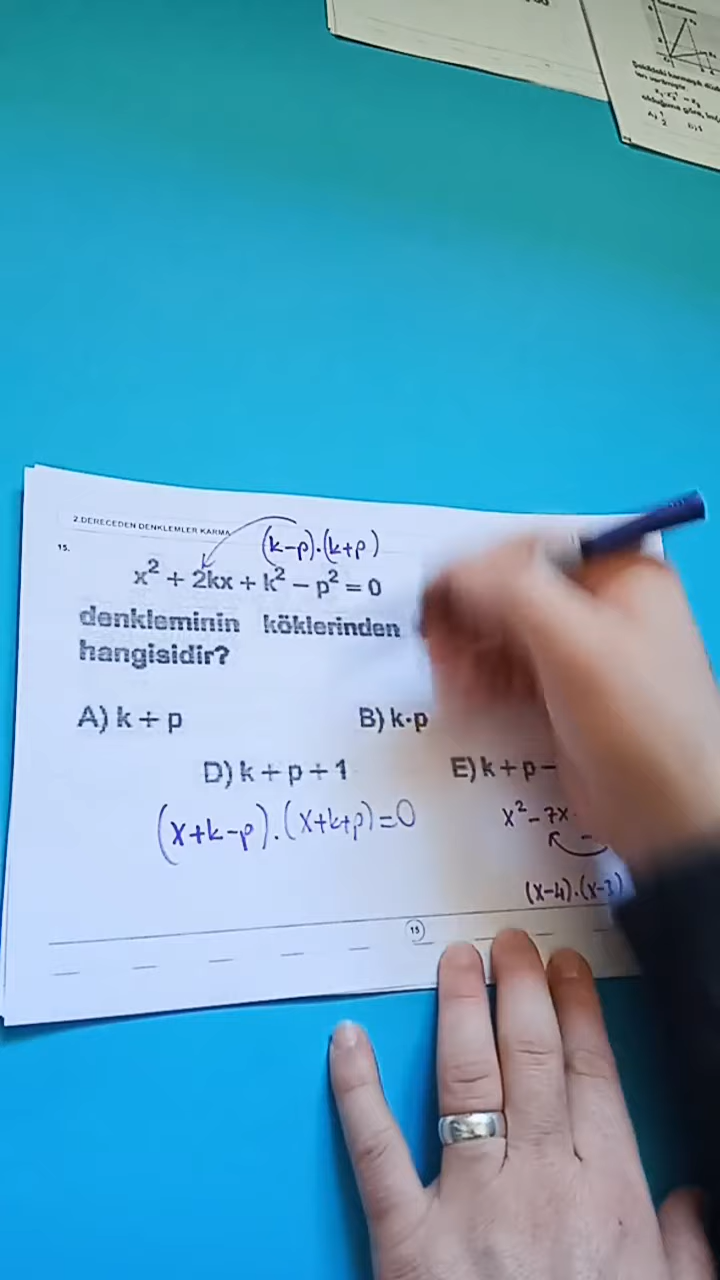 2.DERECEDEN DENKLEMLER KARMA
15.
(k-p).(k+p)
x² + 2kx + k² - p² = 0
denkleminin köklerinden
hangisidir?
A) k + p
B) k·p
D) k + p + 1
E) k + p -
(x+k-p).(x+k+p)=0
x² - 7x
(x-4).(x-3)
15